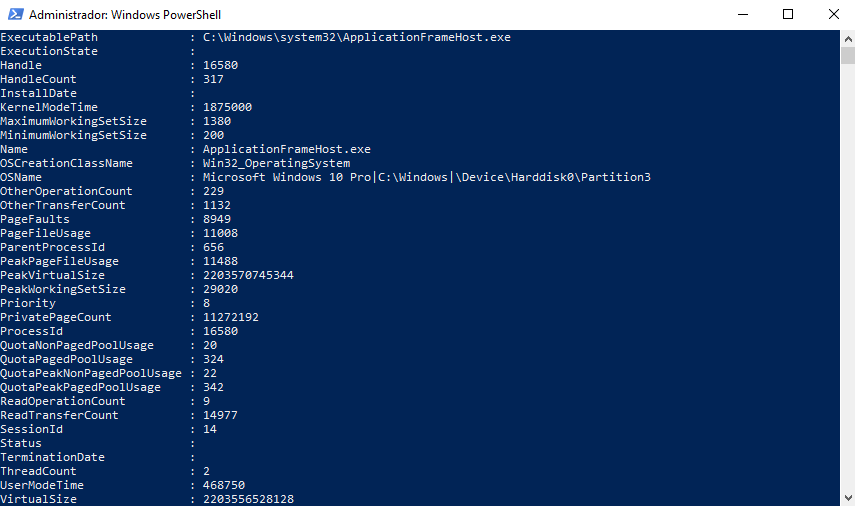 Administrador: Windows PowerShell
ExecutablePath : C:\Windows\system32\ApplicationFrameHost.exe
ExecutionState :
Handle : 16580
HandleCount : 317
InstallDate :
KernelModeTime : 1875000
MaximumWorkingSetSize : 1380
MinimumWorkingSetSize : 200
Name : ApplicationFrameHost.exe
OSCreationClassName : Win32_OperatingSystem
OSName : Microsoft Windows 10 Pro|C:\Windows|\Device\Harddisk0\Partition3
OtherOperationCount : 229
OtherTransferCount : 1132
PageFaults : 8949
PageFileUsage : 11008
ParentProcessId : 656
PeakPageFileUsage : 11488
PeakVirtualSize : 2203570745344
PeakWorkingSetSize : 29020
Priority : 8
PrivatePageCount : 11272192
ProcessId : 16580
QuotaNonPagedPoolUsage : 20
QuotaPagedPoolUsage : 324
QuotaPeakNonPagedPoolUsage : 22
QuotaPeakPagedPoolUsage : 342
ReadOperationCount : 9
ReadTransferCount : 14977
SessionId : 14
Status :
TerminationDate :
ThreadCount : 2
UserModeTime : 468750
VirtualSize : 2203556528128